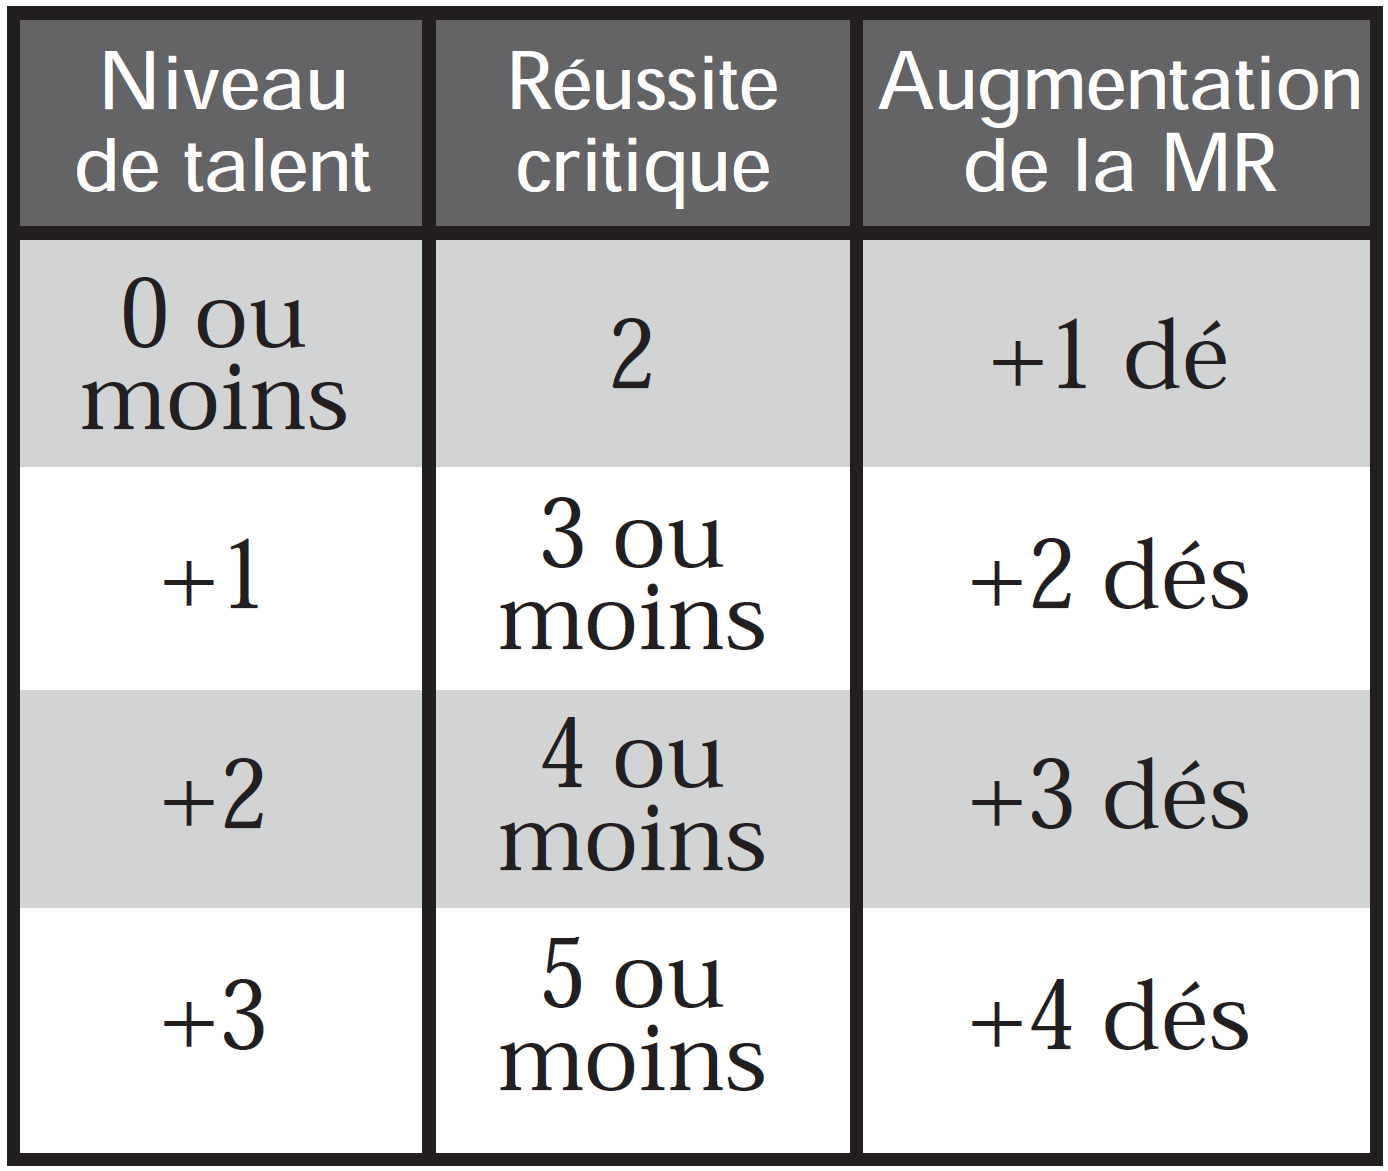 Niveau
de talent
Réussite
critique
Augmentation
de la MR
0 ou
moins
2
+1 dé
+1
3 ou
moins
+2 dés
+2
4 ou
moins
+3 dés
+3
5 ou
moins
+4 dés